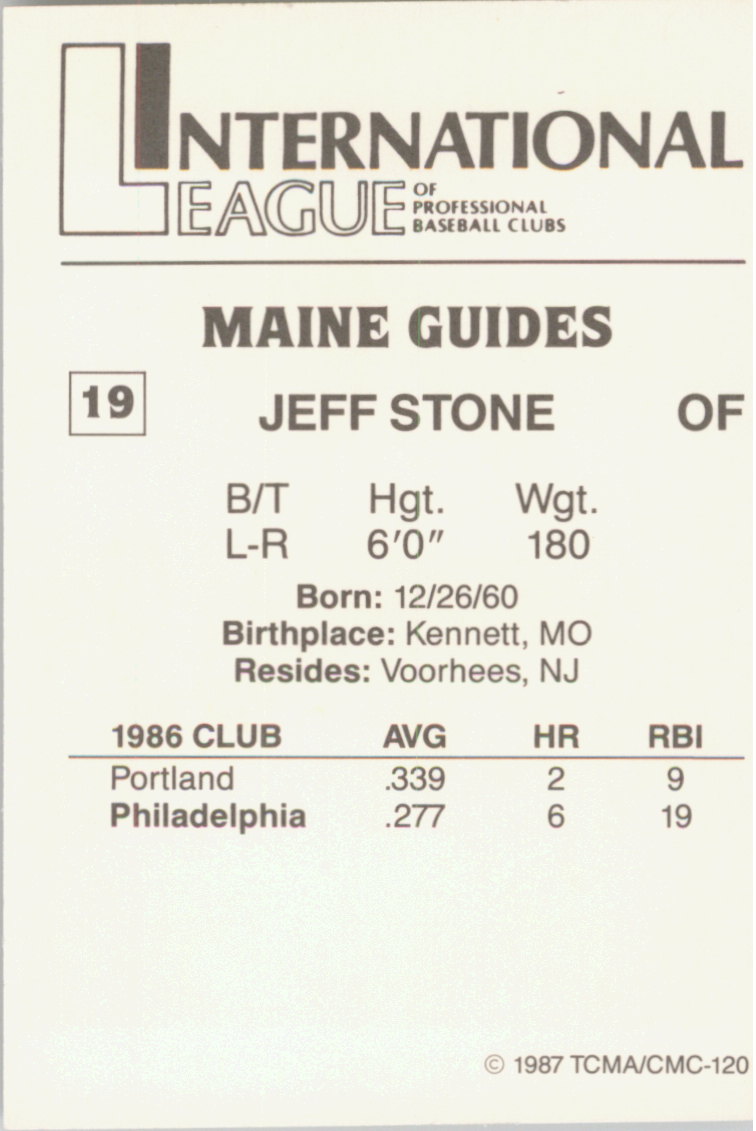 INTERNATIONAL
LEAGUE OF
PROFESSIONAL
BASEBALL CLUBS
MAINE GUIDES
19 JEFF STONE OF
B/T Hgt. Wgt.
L-R 6'0" 180
Born: 12/26/60
Birthplace: Kennett, MO
Resides: Voorhees, NJ
1986 CLUB AVG HR RBI
Portland .339 2 9
Philadelphia .277 6 19
© 1987 TCMA/CMC-120